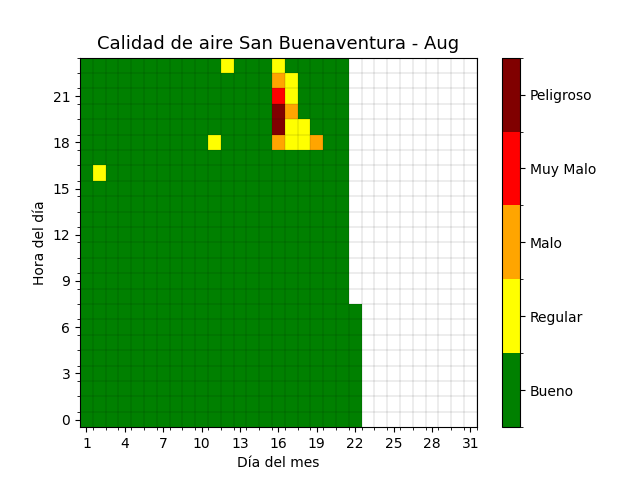 Calidad de aire San Buenaventura - Aug
Hora del día
21
18
15
12
9
6
3
0
1 4 7 10 13 16 19 22 25 28 31
Día del mes
Peligroso
Muy Malo
Malo
Regular
Bueno